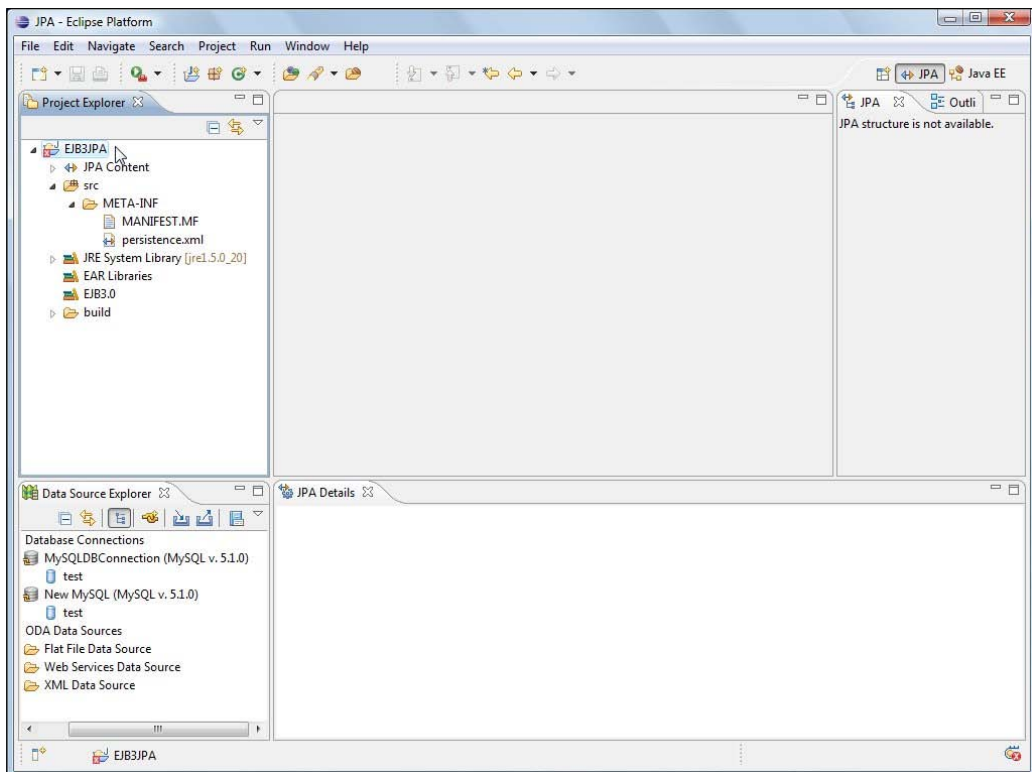 JPA - Eclipse Platform
File Edit Navigate Search Project Run Window Help
JPA Java EE
Project Explorer
EJB3JPA
JPA Content
src
META-INF
MANIFEST.MF
persistence.xml
JRE System Library [jre1.5.0_20]
EAR Libraries
EJB3.0
build
JPA Outli
JPA structure is not available.
Data Source Explorer
Database Connections
MySQLDBConnection (MySQL v. 5.1.0)
test
New MySQL (MySQL v. 5.1.0)
test
ODA Data Sources
Flat File Data Source
Web Services Data Source
XML Data Source
JPA Details
EJB3JPA